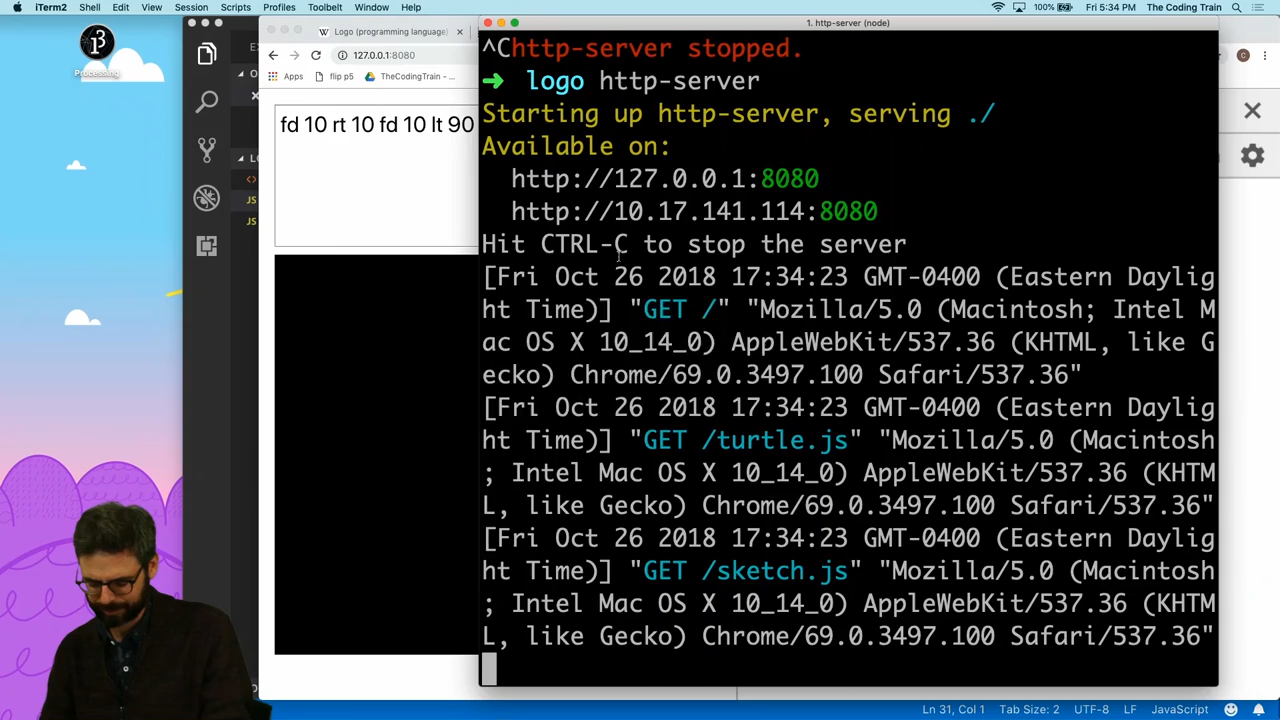 iTerm2 Shell Edit View Session Scripts Profiles Toolbelt Window Help
100% Fri 5:34 PM The Coding Train
Processing
W Logo (programming language)
127.0.0.1:8080
Apps flip p5 TheCodingTrain - ...
fd 10 rt 10 fd 10 lt 90
1. http-server (node)
^Chttp-server stopped.
➜ logo http-server
Starting up http-server, serving ./
Available on:
http://127.0.0.1:8080
http://10.17.141.114:8080
Hit CTRL-C to stop the server
[Fri Oct 26 2018 17:34:23 GMT-0400 (Eastern Daylig
ht Time)] "GET /" "Mozilla/5.0 (Macintosh; Intel M
ac OS X 10_14_0) AppleWebKit/537.36 (KHTML, like G
ecko) Chrome/69.0.3497.100 Safari/537.36"
[Fri Oct 26 2018 17:34:23 GMT-0400 (Eastern Daylig
ht Time)] "GET /turtle.js" "Mozilla/5.0 (Macintosh
; Intel Mac OS X 10_14_0) AppleWebKit/537.36 (KHTM
L, like Gecko) Chrome/69.0.3497.100 Safari/537.36"
[Fri Oct 26 2018 17:34:23 GMT-0400 (Eastern Daylig
ht Time)] "GET /sketch.js" "Mozilla/5.0 (Macintosh
; Intel Mac OS X 10_14_0) AppleWebKit/537.36 (KHTM
L, like Gecko) Chrome/69.0.3497.100 Safari/537.36"
JS
JS
Ln 31, Col 1 Tab Size: 2 UTF-8 LF JavaScript